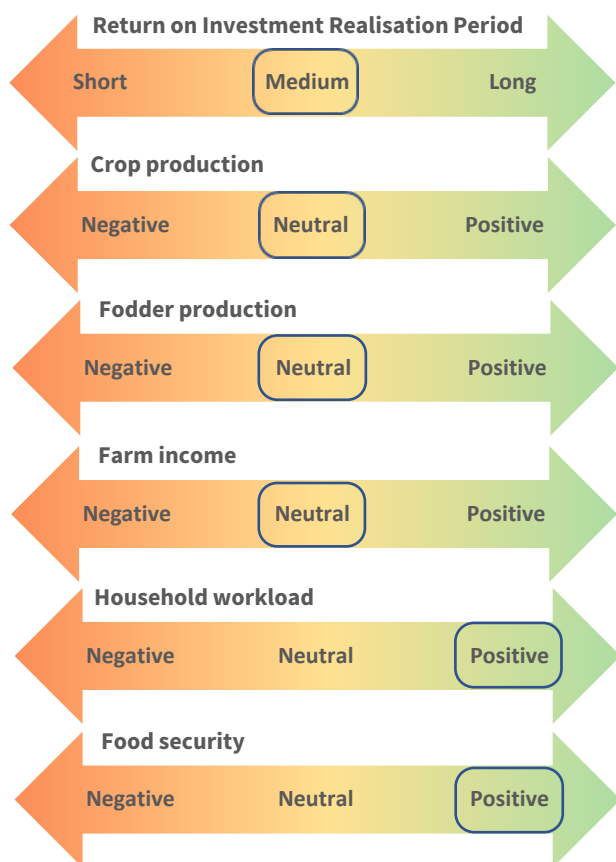 Return on Investment Realisation Period
Short Medium Long
Crop production
Negative Neutral Positive
Fodder production
Negative Neutral Positive
Farm income
Negative Neutral Positive
Household workload
Negative Neutral Positive
Food security
Negative Neutral Positive